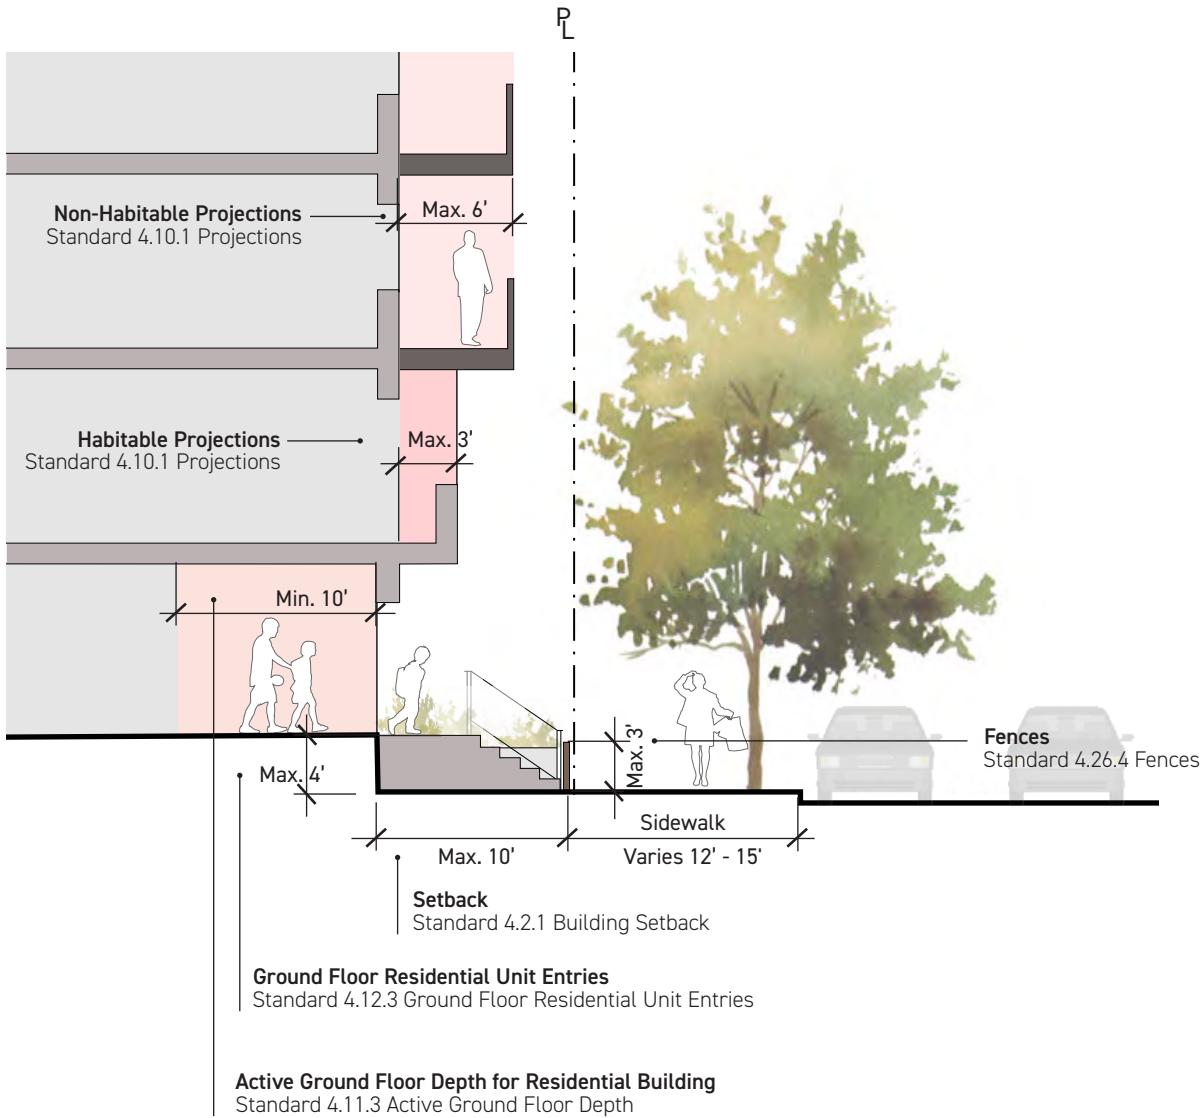 PL
Non-Habitable Projections
Standard 4.10.1 Projections
Max. 6'
Habitable Projections
Standard 4.10.1 Projections
Max. 3'
Min. 10'
Max. 4'
Max. 3'
Fences
Standard 4.26.4 Fences
Sidewalk
Max. 10'
Varies 12' - 15'
Setback
Standard 4.2.1 Building Setback
Ground Floor Residential Unit Entries
Standard 4.12.3 Ground Floor Residential Unit Entries
Active Ground Floor Depth for Residential Building
Standard 4.11.3 Active Ground Floor Depth